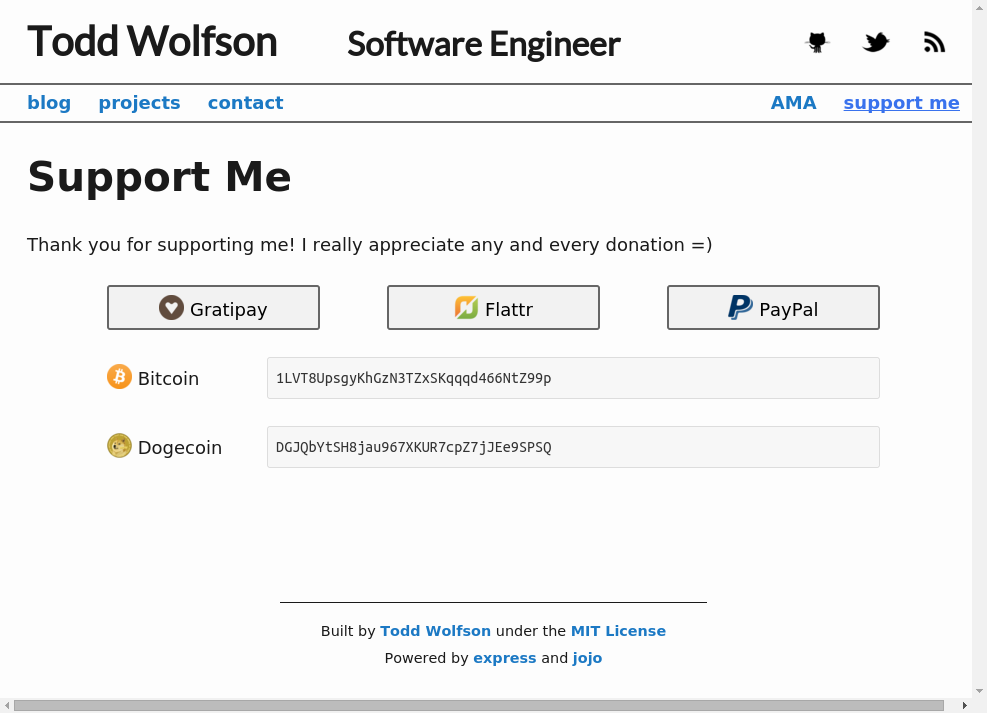 Todd Wolfson Software Engineer
blog projects contact AMA support me
Support Me
Thank you for supporting me! I really appreciate any and every donation =)
Gratipay Flattr PayPal
Bitcoin 1LVT8UpsgyKhGzN3TZxSKqqqd466NtZ99p
Dogecoin DGJQbYtSH8jau967XKUR7cpZ7jJEe9SPSQ
Built by Todd Wolfson under the MIT License
Powered by express and jojo